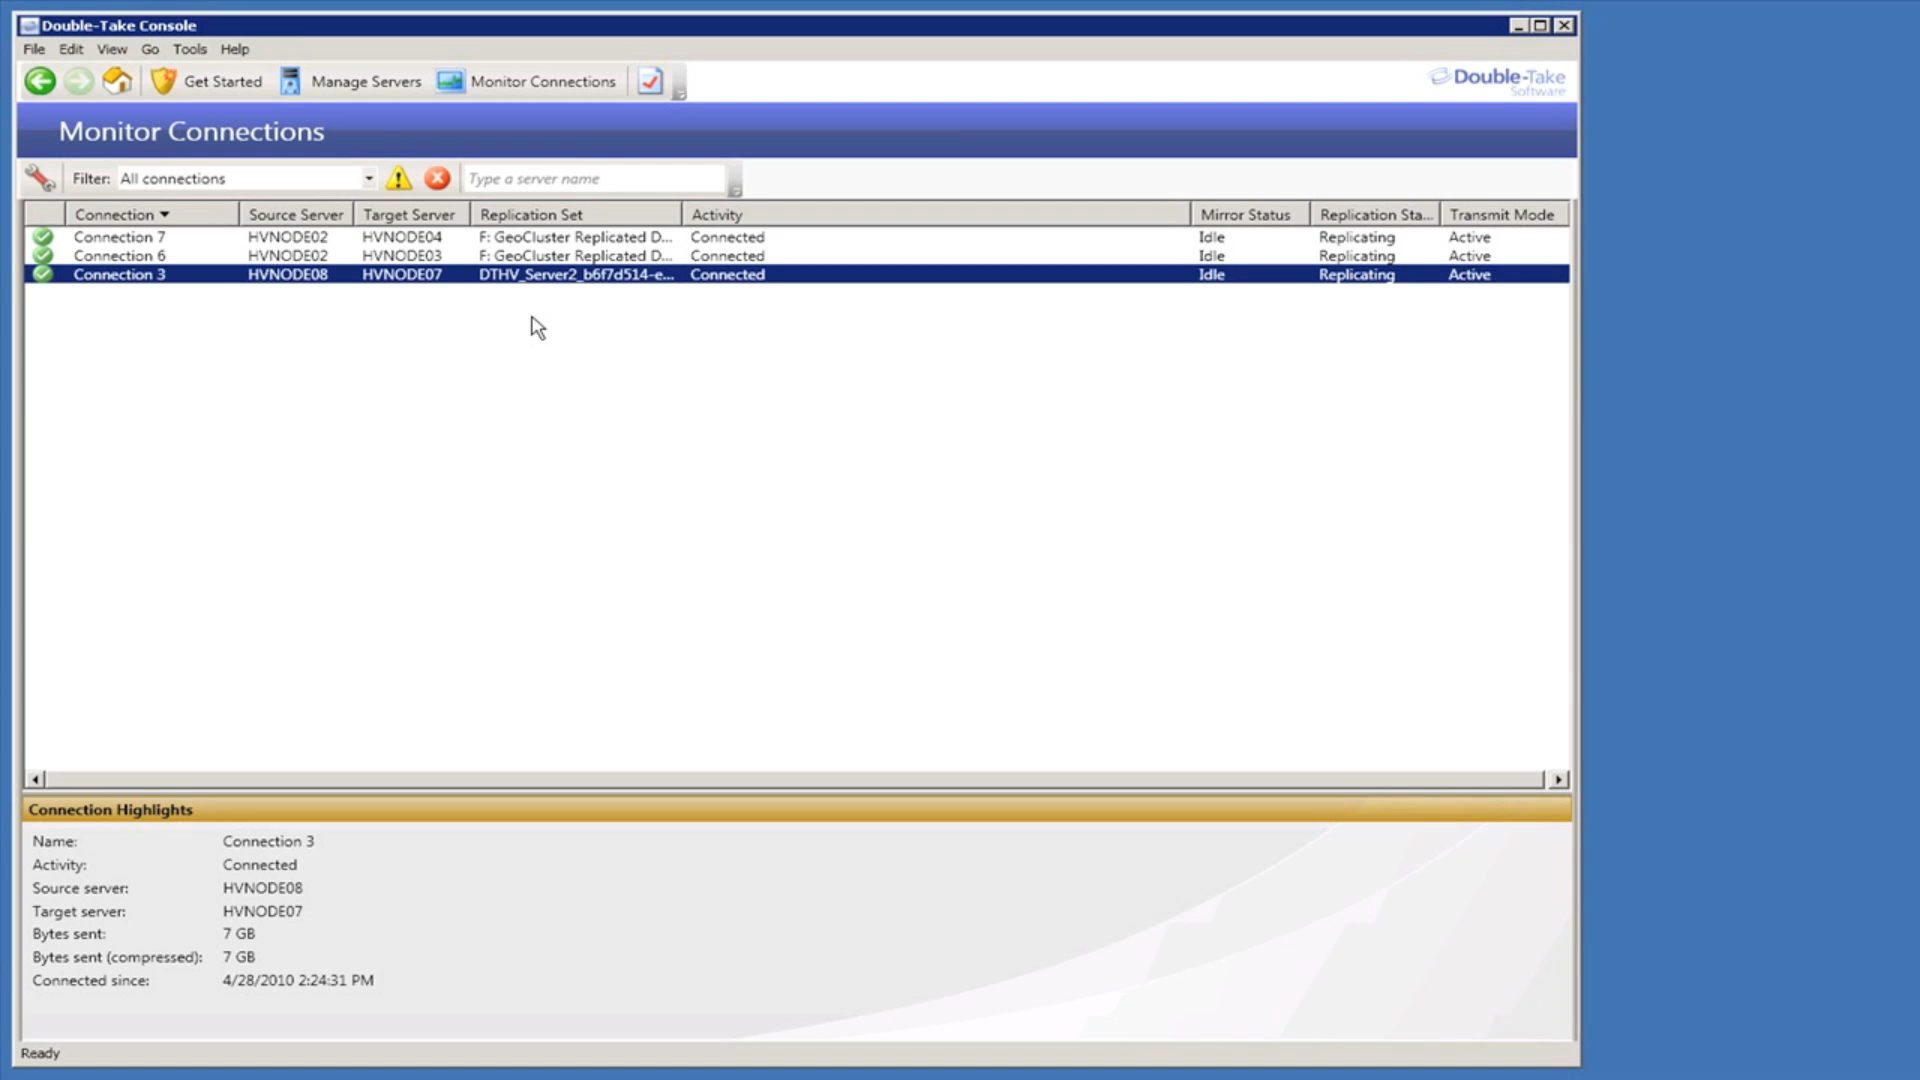 Double-Take Console
File Edit View Go Tools Help
Get Started Manage Servers Monitor Connections
Double-Take
Software
Monitor Connections
Filter: All connections Type a server name
Connection Source Server Target Server Replication Set Activity Mirror Status Replication Sta... Transmit Mode
Connection 7 HVNODE02 HVNODE04 F: GeoCluster Replicated D... Connected Idle Replicating Active
Connection 6 HVNODE02 HVNODE03 F: GeoCluster Replicated D... Connected Idle Replicating Active
Connection 3 HVNODE08 HVNODE07 DTHV_Server2_b6f7d514-e... Connected Idle Replicating Active
Connection Highlights
Name: Connection 3
Activity: Connected
Source server: HVNODE08
Target server: HVNODE07
Bytes sent: 7 GB
Bytes sent (compressed): 7 GB
Connected since: 4/28/2010 2:24:31 PM
Ready